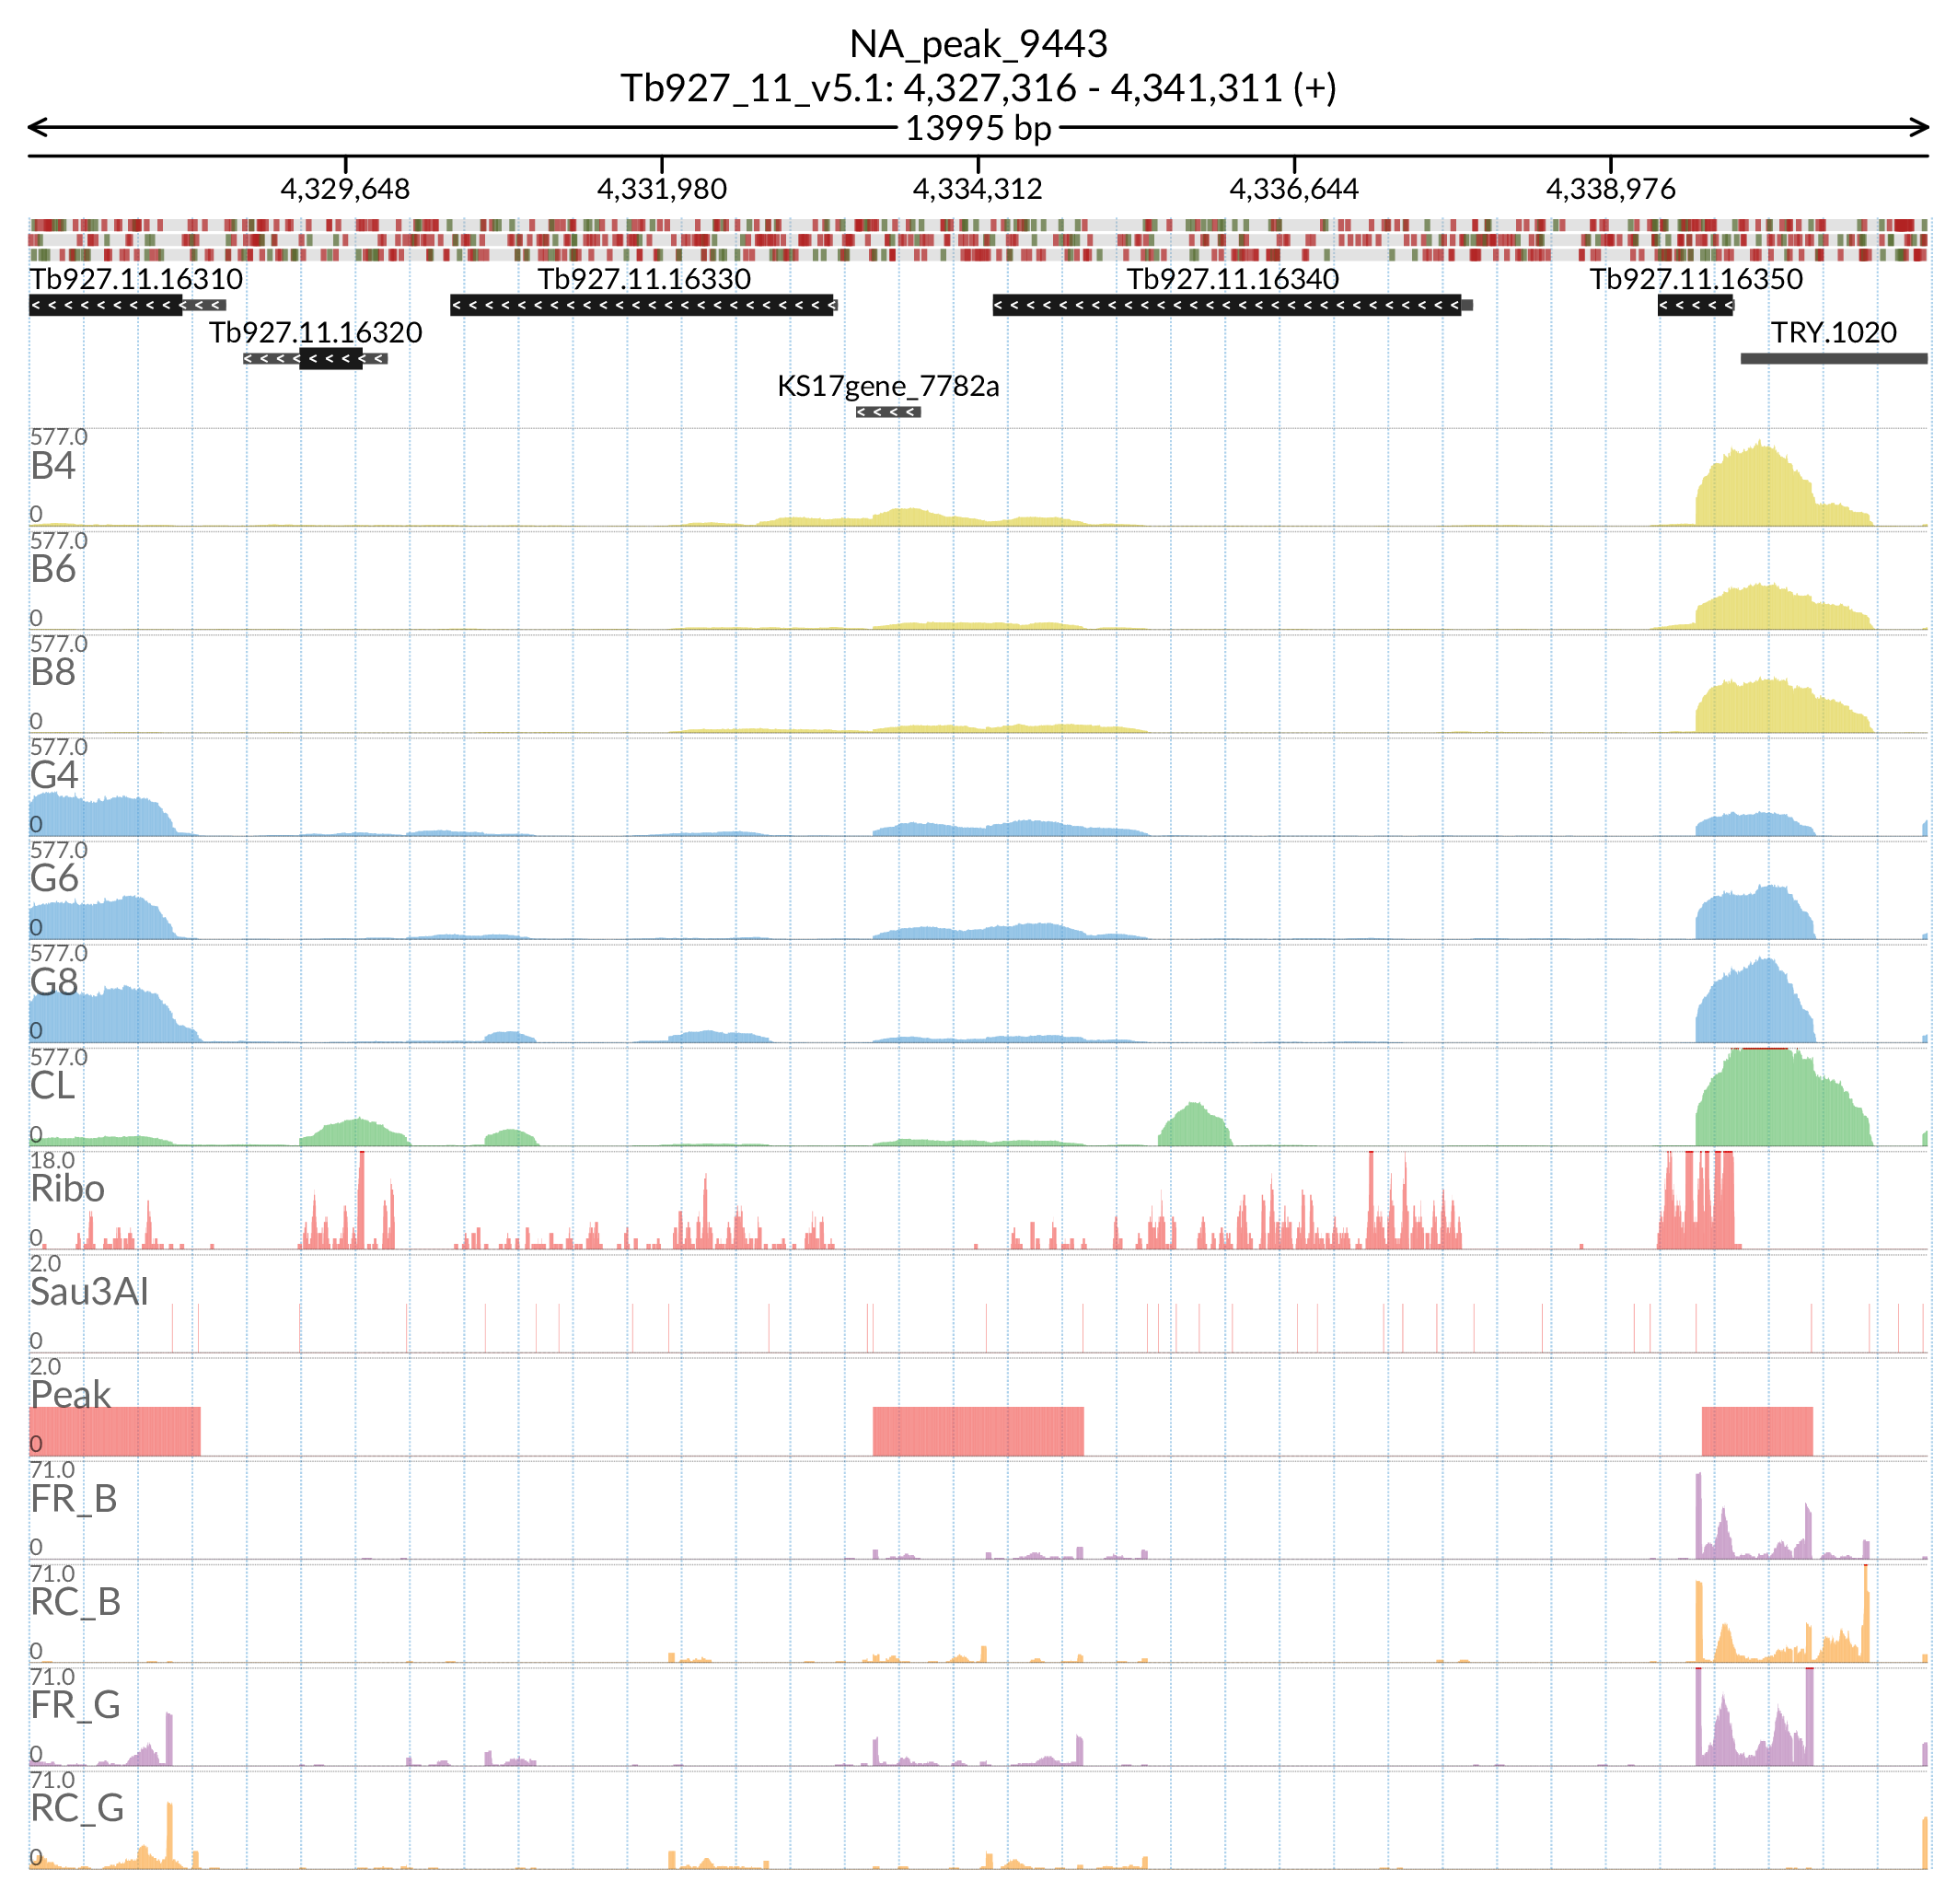 NA_peak_9443
Tb927_11_v5.1: 4,327,316 - 4,341,311 (+)
13995 bp
4,329,648 4,331,980 4,334,312 4,336,644 4,338,976
Tb927.11.16310 Tb927.11.16330 Tb927.11.16340 Tb927.11.16350
Tb927.11.16320 TRY.1020
KS17gene_7782a
577.0
B4
0
577.0
B6
0
577.0
B8
0
577.0
G4
0
577.0
G6
0
577.0
G8
0
577.0
CL
0
18.0
Ribo
0
2.0
Sau3AI
0
2.0
Peak
0
71.0
FR_B
0
71.0
RC_B
0
71.0
FR_G
0
71.0
RC_G
0